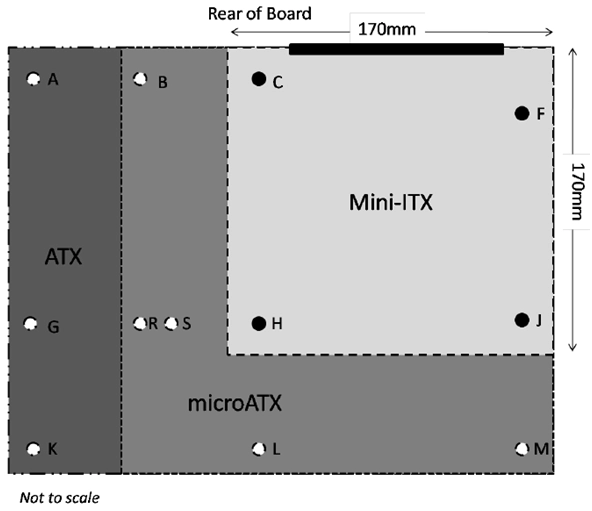 Rear of Board
170mm
A
B
C
F
Mini-ITX
170mm
ATX
G
R
S
H
J
microATX
K
L
M
Not to scale